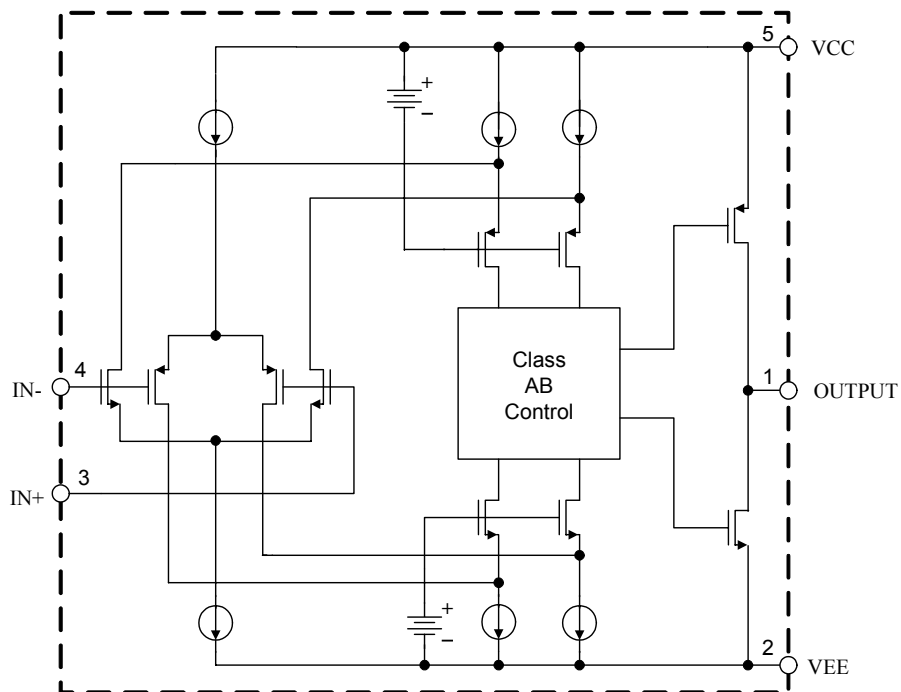 5 VCC
+
−
4
IN-
Class
AB
Control
1
OUTPUT
3
IN+
+
−
2
VEE